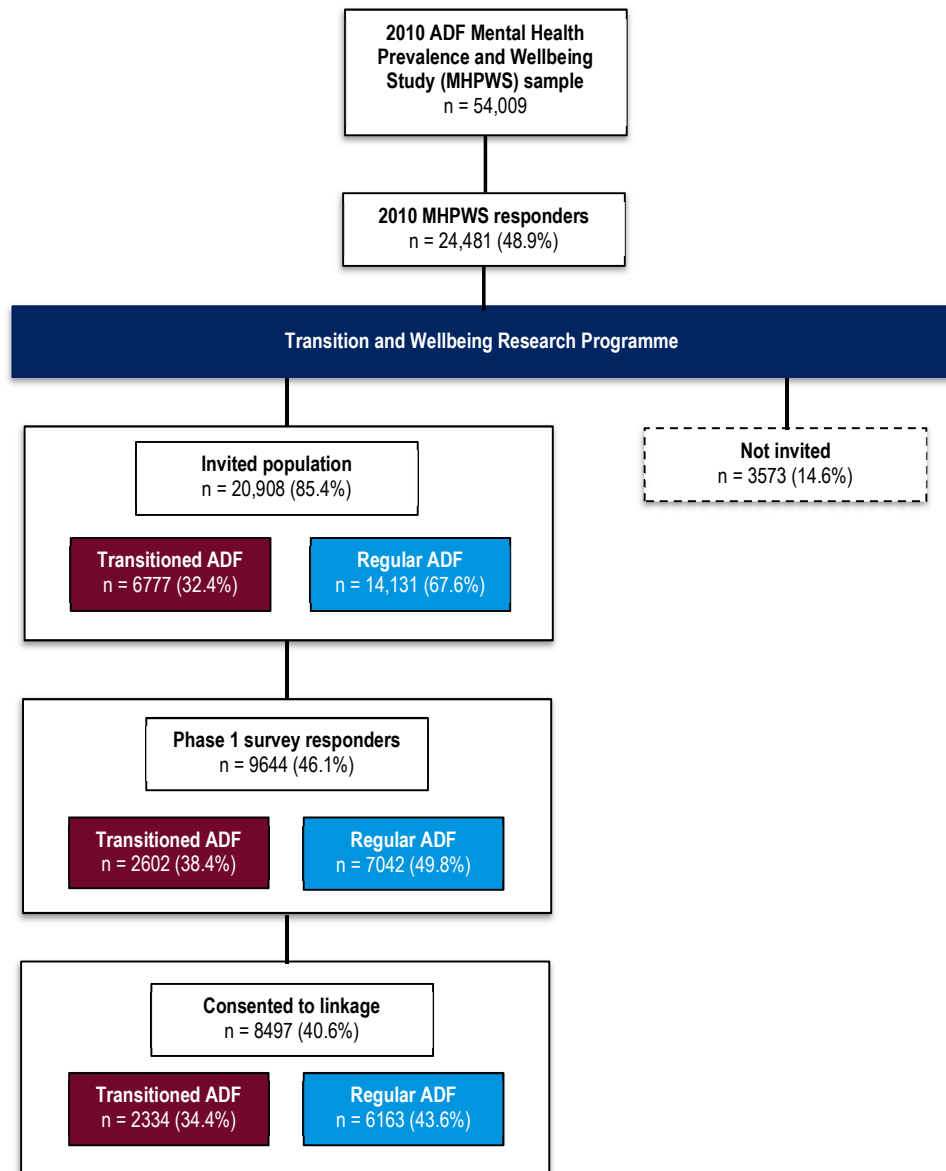 2010 ADF Mental Health
Prevalence and Wellbeing
Study (MHPWS) sample
n = 54,009
2010 MHPWS responders
n = 24,481 (48.9%)
Transition and Wellbeing Research Programme
Invited population
n = 20,908 (85.4%)
Not invited
n = 3573 (14.6%)
Transitioned ADF
n = 6777 (32.4%)
Regular ADF
n = 14,131 (67.6%)
Phase 1 survey responders
n = 9644 (46.1%)
Transitioned ADF
n = 2602 (38.4%)
Regular ADF
n = 7042 (49.8%)
Consented to linkage
n = 8497 (40.6%)
Transitioned ADF
n = 2334 (34.4%)
Regular ADF
n = 6163 (43.6%)